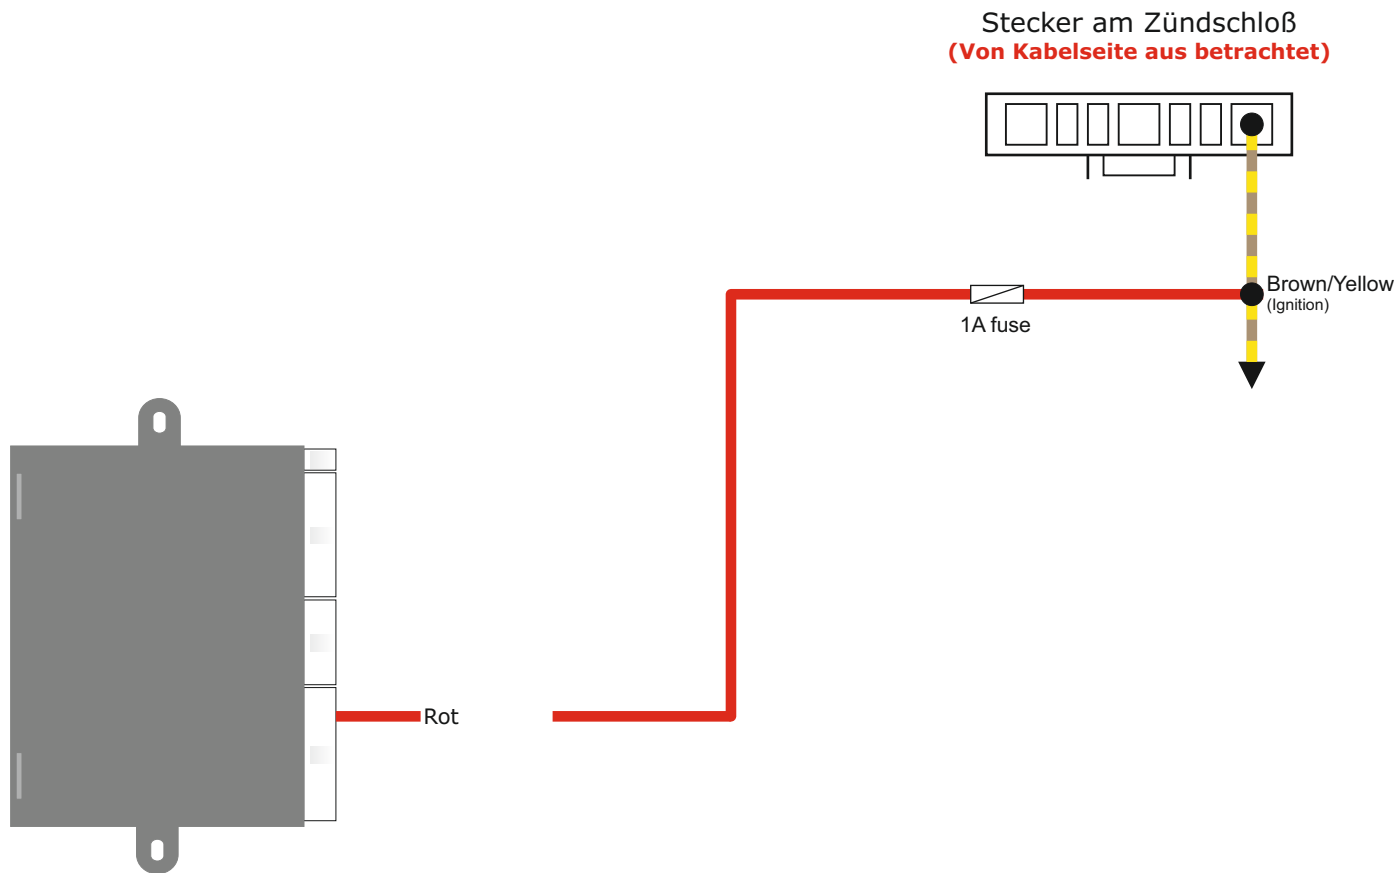 Stecker am Zündschloß
(Von Kabelseite aus betrachtet)
Brown/Yellow
(Ignition)
1A fuse
Rot